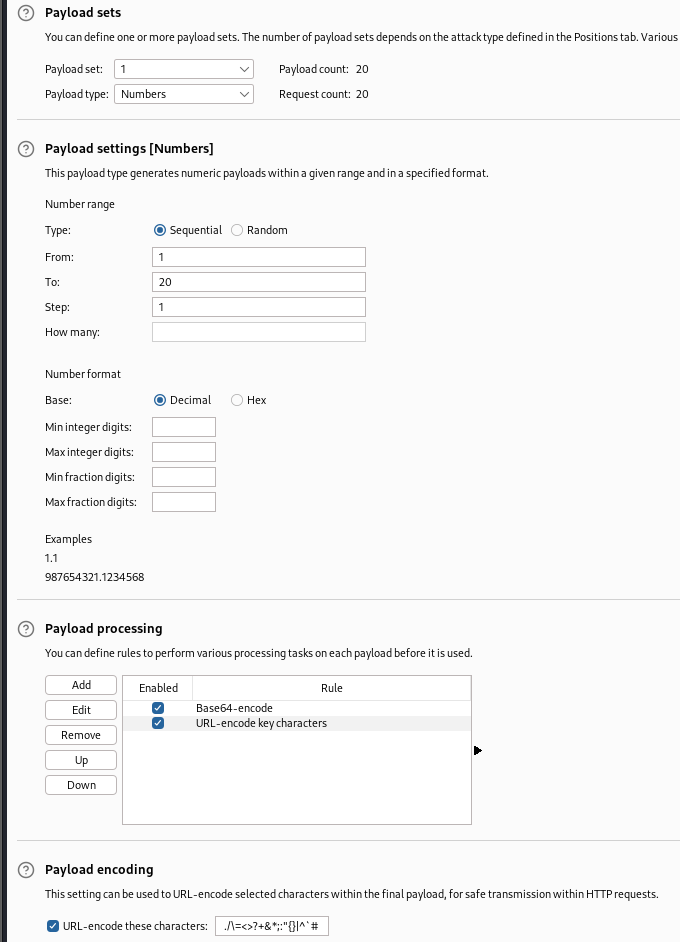 Payload sets
You can define one or more payload sets. The number of payload sets depends on the attack type defined in the Positions tab. Various
Payload set: 1 Payload count: 20
Payload type: Numbers Request count: 20
Payload settings [Numbers]
This payload type generates numeric payloads within a given range and in a specified format.
Number range
Type: Sequential Random
From: 1
To: 20
Step: 1
How many:
Number format
Base: Decimal Hex
Min integer digits:
Max integer digits:
Min fraction digits:
Max fraction digits:
Examples
1.1
987654321.1234568
Payload processing
You can define rules to perform various processing tasks on each payload before it is used.
Add Enabled Rule
Edit Base64-encode
Remove URL-encode key characters
Up
Down
Payload encoding
This setting can be used to URL-encode selected characters within the final payload, for safe transmission within HTTP requests.
URL-encode these characters: ./\=<>?+&*;:"{}|^`#